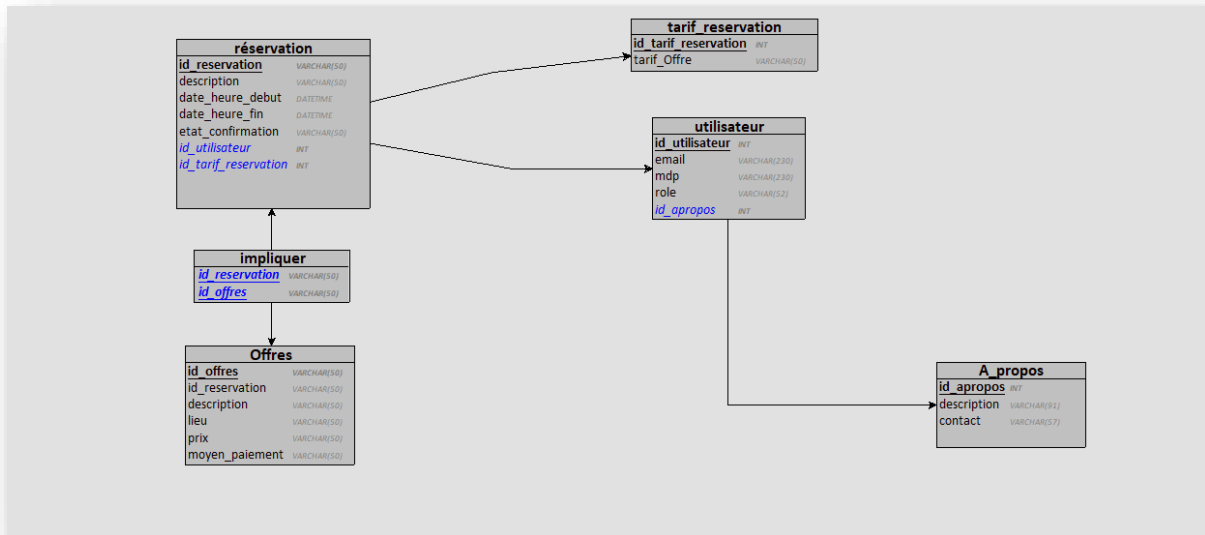 réservation
id_reservation VARCHAR(50)
description VARCHAR(50)
date_heure_debut DATETIME
date_heure_fin DATETIME
etat_confirmation VARCHAR(50)
id_utilisateur INT
id_tarif_reservation INT
tarif_reservation
id_tarif_reservation INT
tarif_Offre VARCHAR(50)
utilisateur
id_utilisateur INT
email VARCHAR(230)
mdp VARCHAR(230)
role VARCHAR(52)
id_apropos INT
impliquer
id_reservation VARCHAR(50)
id_offres VARCHAR(50)
Offres
id_offres VARCHAR(50)
id_reservation VARCHAR(50)
description VARCHAR(50)
lieu VARCHAR(50)
prix VARCHAR(50)
moyen_paiement VARCHAR(50)
A_propos
id_apropos INT
description VARCHAR(81)
contact VARCHAR(57)